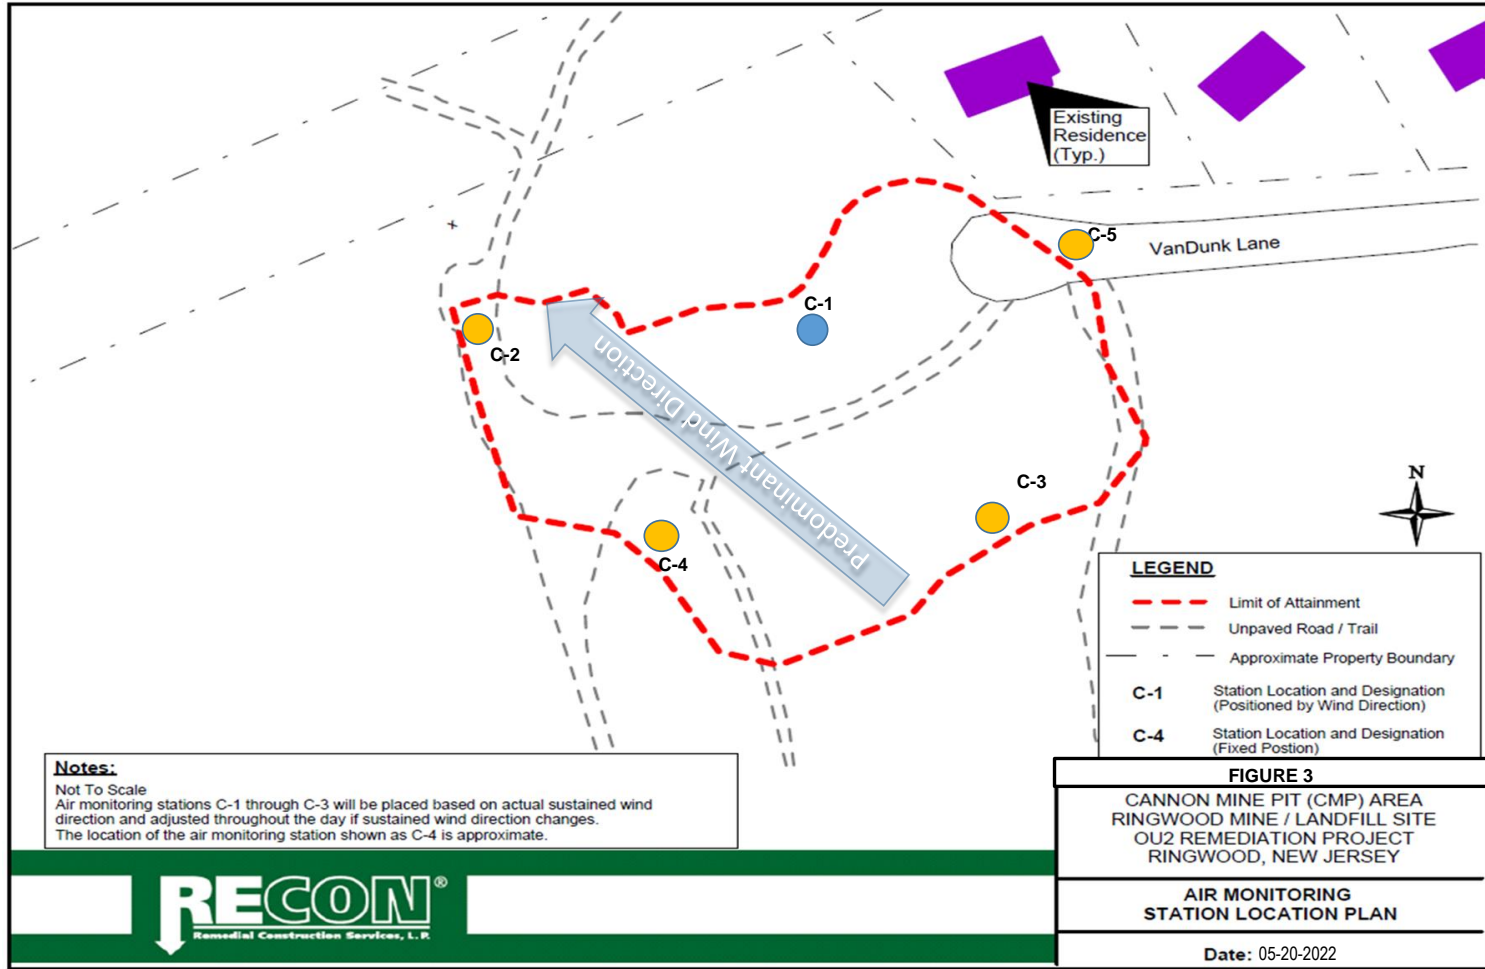 Existing
Residence
(Typ.)
C-5
VanDunk Lane
C-1
C-2
Predominant Wind Direction
C-3
C-4
N
LEGEND
Limit of Attainment
Unpaved Road / Trail
Approximate Property Boundary
C-1 Station Location and Designation
(Positioned by Wind Direction)
C-4 Station Location and Designation
(Fixed Postion)
Notes:
Not To Scale
Air monitoring stations C-1 through C-3 will be placed based on actual sustained wind
direction and adjusted throughout the day if sustained wind direction changes.
The location of the air monitoring station shown as C-4 is approximate.
FIGURE 3
CANNON MINE PIT (CMP) AREA
RINGWOOD MINE / LANDFILL SITE
OU2 REMEDIATION PROJECT
RINGWOOD, NEW JERSEY
AIR MONITORING
STATION LOCATION PLAN
Date: 05-20-2022
RECON®
Remedial Construction Services, L.P.